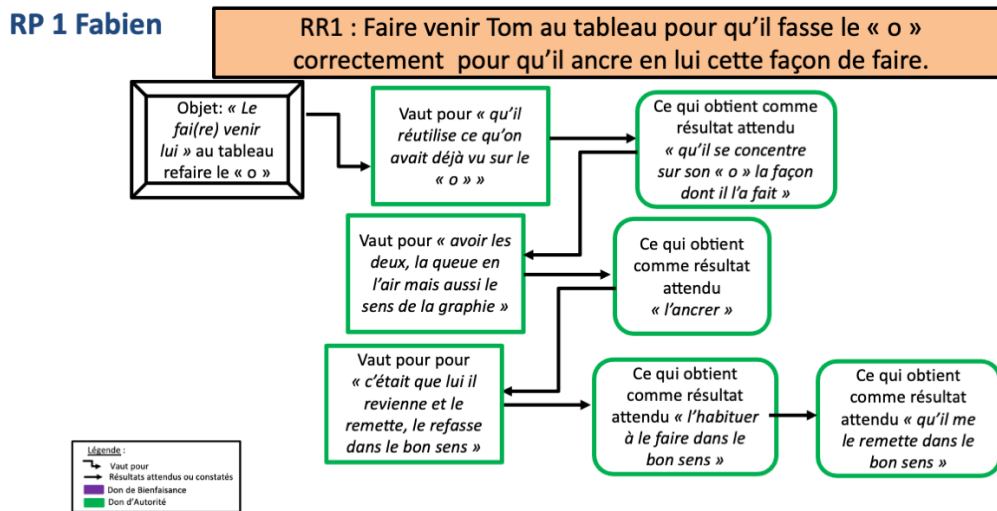 RP 1 Fabien
RR1 : Faire venir Tom au tableau pour qu’il fasse le « o »
correctement pour qu’il ancre en lui cette façon de faire.
Objet: « Le
fai(re) venir
lui » au tableau
refaire le « o »
Vaut pour « qu’il
réutilise ce qu’on
avait déjà vu sur le
« o » »
Ce qui obtient comme
résultat attendu
« qu’il se concentre
sur son « o » la façon
dont il l’a fait »
Vaut pour « avoir les
deux, la queue en
l’air mais aussi le
sens de la graphie »
Ce qui obtient
comme résultat
attendu
« l’ancrer »
Vaut pour pour
« c’était que lui il
revienne et le
remette, le refasse
dans le bon sens »
Ce qui obtient
comme résultat
attendu « l’habituer
à le faire dans le
bon sens »
Ce qui obtient
comme résultat
attendu « qu’il me
le remette dans le
bon sens »
Légende :
Vaut pour
Résultats attendus ou constatés
Don de Bienfaisance
Don d’Autorité